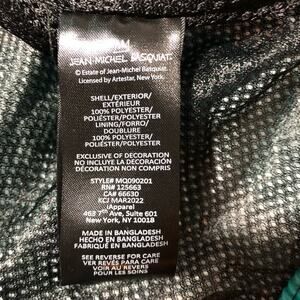 JEAN-MICHEL BASQUIAT
© Estate of Jean-Michel Basquiat.
Licensed by Artestar, New York.
SHELL/EXTERIOR/
EXTÉRIEUR
100% POLYESTER/
POLIÉSTER/POLYESTER
LINING/FORRO/
DOUBLURE
100% POLYESTER/
POLIÉSTER/POLYESTER
EXCLUSIVE OF DECORATION
NO INCLUYE LA DECORACIÓN
DÉCORATION NON COMPRIS
STYLE# MQ090201
RN# 125663
CA# 66630
KCJ MAR2022
iApparel
463 7th Ave, Suite 601
New York, NY 10018
MADE IN BANGLADESH
HECHO EN BANGLADESH
FABRIQUÉ EN BANGLADESH
SEE REVERSE FOR CARE
VER REVÉS PARA CARE
VOIR AU REVERS
POUR LES SOINS